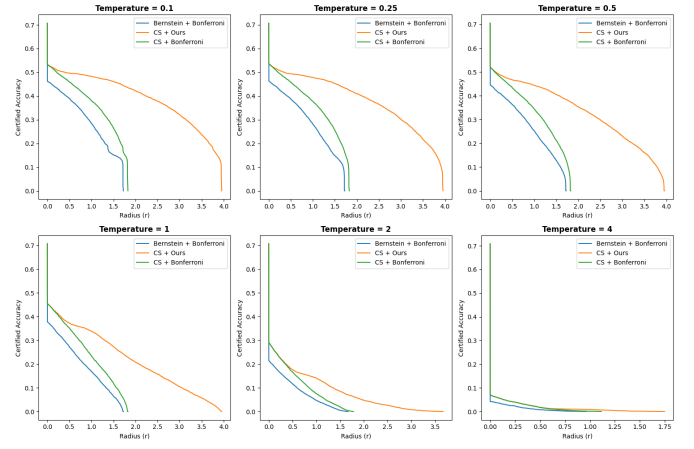 Temperature = 0.1
Certified Accuracy
0.7
0.6
0.5
0.4
0.3
0.2
0.1
0.0
Bernstein + Bonferroni
CS + Ours
CS + Bonferroni
0.0 0.5 1.0 1.5 2.0 2.5 3.0 3.5 4.0
Radius (r)
Temperature = 0.25
Certified Accuracy
0.7
0.6
0.5
0.4
0.3
0.2
0.1
0.0
Bernstein + Bonferroni
CS + Ours
CS + Bonferroni
0.0 0.5 1.0 1.5 2.0 2.5 3.0 3.5 4.0
Radius (r)
Temperature = 0.5
Certified Accuracy
0.7
0.6
0.5
0.4
0.3
0.2
0.1
0.0
Bernstein + Bonferroni
CS + Ours
CS + Bonferroni
0.0 0.5 1.0 1.5 2.0 2.5 3.0 3.5 4.0
Radius (r)
Temperature = 1
Certified Accuracy
0.7
0.6
0.5
0.4
0.3
0.2
0.1
0.0
Bernstein + Bonferroni
CS + Ours
CS + Bonferroni
0.0 0.5 1.0 1.5 2.0 2.5 3.0 3.5 4.0
Radius (r)
Temperature = 2
Certified Accuracy
0.7
0.6
0.5
0.4
0.3
0.2
0.1
0.0
Bernstein + Bonferroni
CS + Ours
CS + Bonferroni
0.0 0.5 1.0 1.5 2.0 2.5 3.0 3.5
Radius (r)
Temperature = 4
Certified Accuracy
0.7
0.6
0.5
0.4
0.3
0.2
0.1
0.0
Bernstein + Bonferroni
CS + Ours
CS + Bonferroni
0.00 0.25 0.50 0.75 1.00 1.25 1.50 1.75
Radius (r)